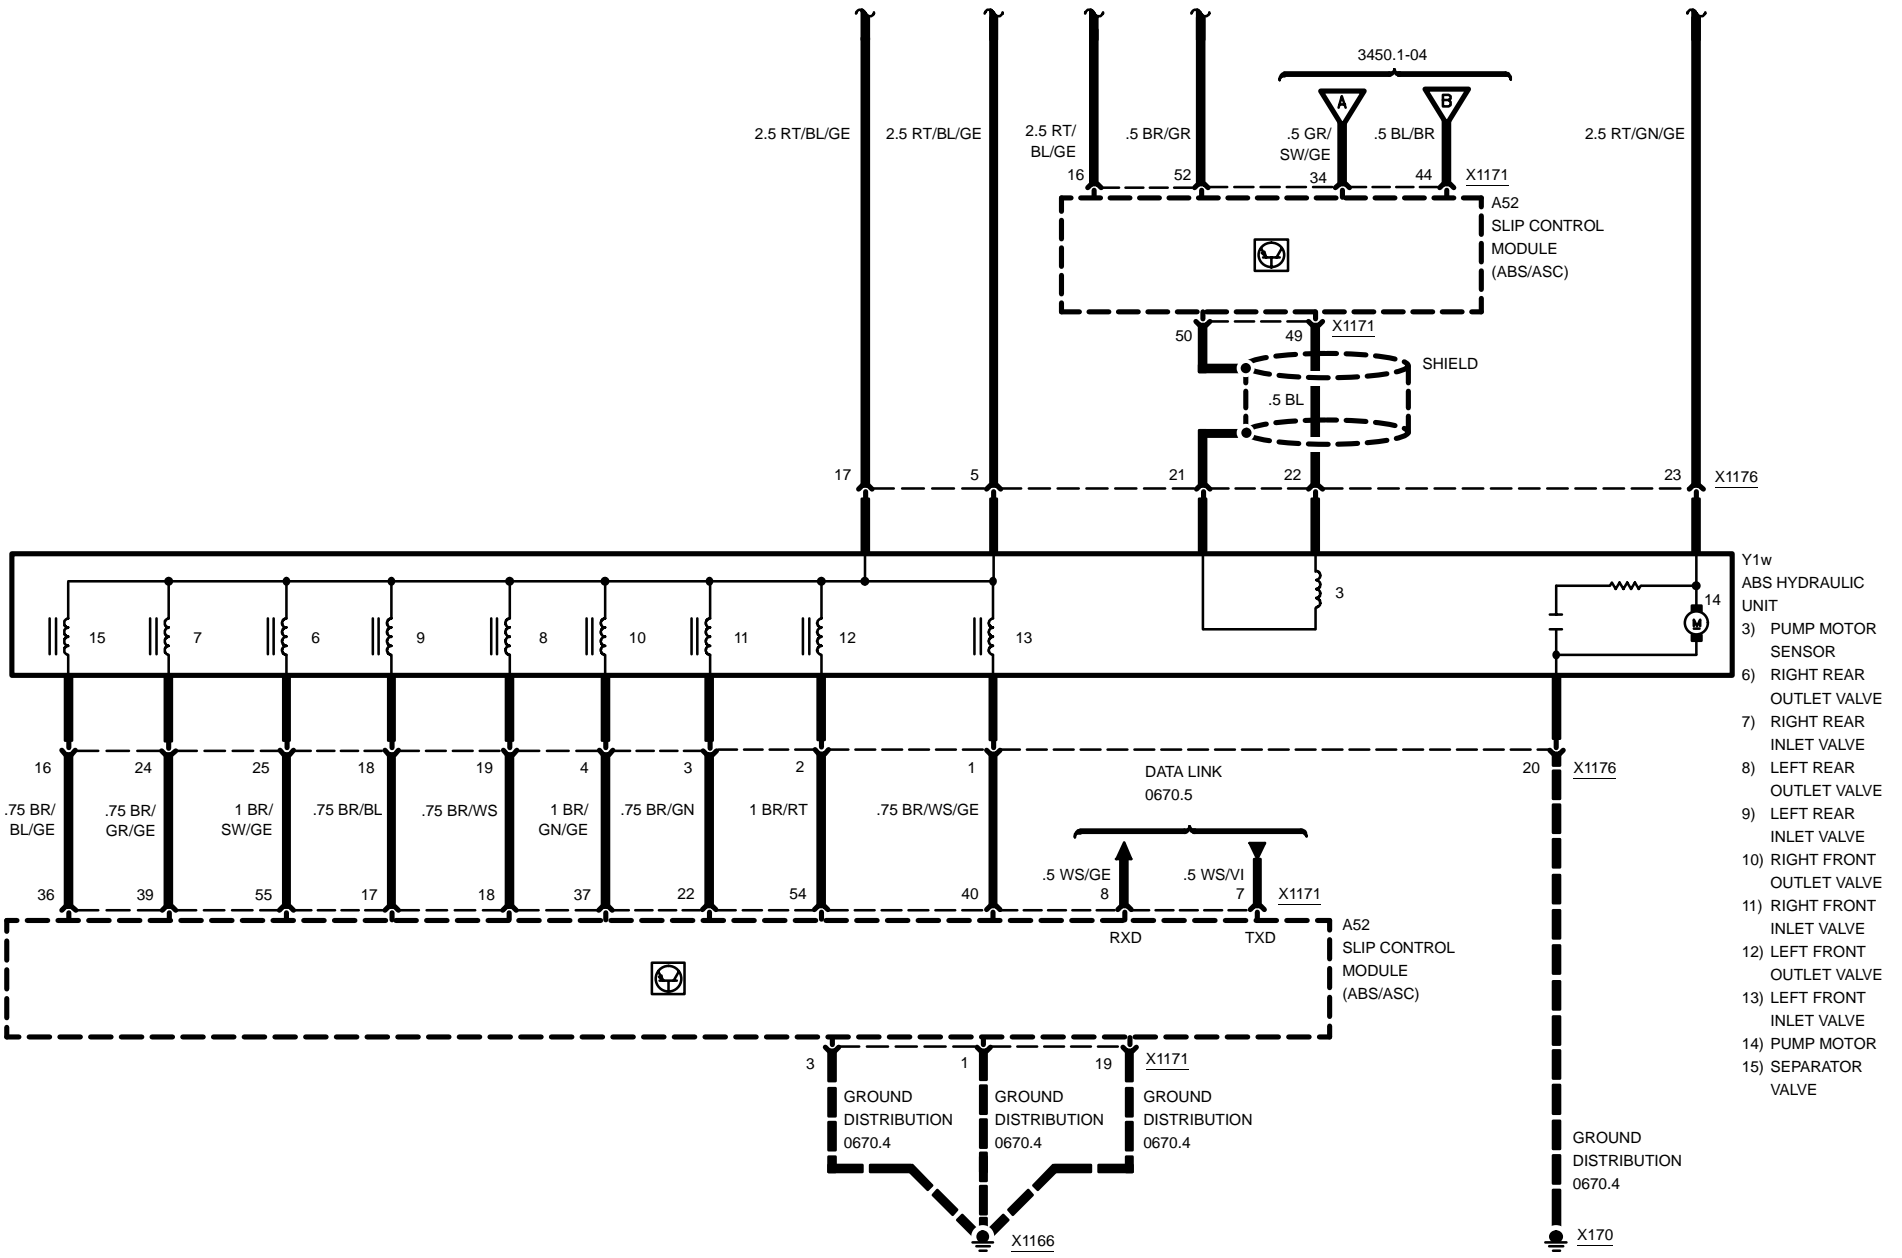 3450.1-04
A
B
2.5 RT/BL/GE
2.5 RT/BL/GE
2.5 RT/
BL/GE
.5 BR/GR
.5 GR/
SW/GE
.5 BL/BR
2.5 RT/GN/GE
16
52
34
44
X1171
A52
SLIP CONTROL
MODULE
(ABS/ASC)
50
49
X1171
SHIELD
.5 BL
17
5
21
22
23
X1176
15
7
6
9
8
10
11
12
13
3
14
M
Y1w
ABS HYDRAULIC
UNIT
3) PUMP MOTOR
SENSOR
6) RIGHT REAR
OUTLET VALVE
7) RIGHT REAR
INLET VALVE
8) LEFT REAR
OUTLET VALVE
9) LEFT REAR
INLET VALVE
10) RIGHT FRONT
OUTLET VALVE
11) RIGHT FRONT
INLET VALVE
12) LEFT FRONT
OUTLET VALVE
13) LEFT FRONT
INLET VALVE
14) PUMP MOTOR
15) SEPARATOR
VALVE
16
24
25
18
19
4
3
2
1
20
X1176
.75 BR/
BL/GE
.75 BR/
GR/GE
1 BR/
SW/GE
.75 BR/BL
.75 BR/WS
1 BR/
GN/GE
.75 BR/GN
1 BR/RT
.75 BR/WS/GE
DATA LINK
0670.5
.5 WS/GE
.5 WS/VI
36
39
55
17
18
37
22
54
40
8
7
X1171
RXD
TXD
A52
SLIP CONTROL
MODULE
(ABS/ASC)
3
1
19
X1171
GROUND
DISTRIBUTION
0670.4
GROUND
DISTRIBUTION
0670.4
GROUND
DISTRIBUTION
0670.4
X1166
GROUND
DISTRIBUTION
0670.4
X170